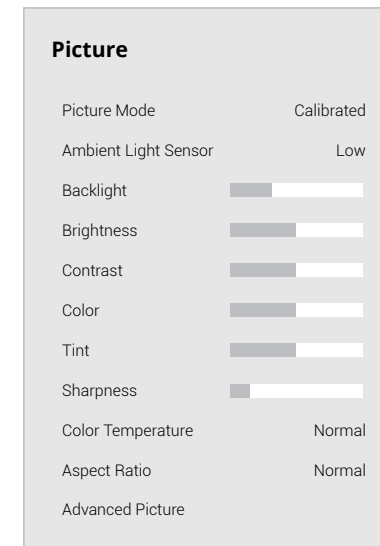 Picture
Picture Mode Calibrated
Ambient Light Sensor Low
Backlight
Brightness
Contrast
Color
Tint
Sharpness
Color Temperature Normal
Aspect Ratio Normal
Advanced Picture